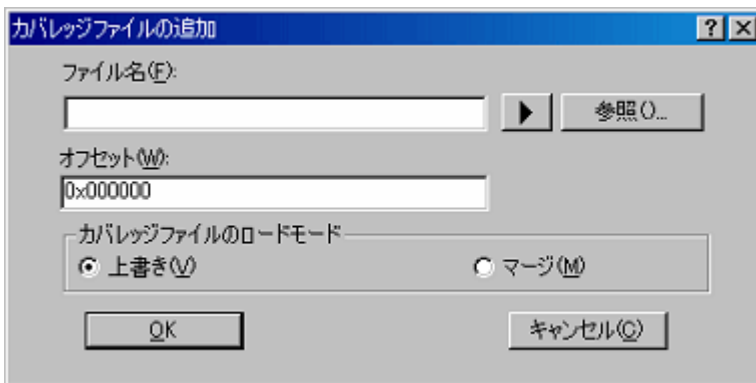 カバレッジファイルの追加
ファイル名(F):
参照()...
オフセット(W):
0x000000
カバレッジファイルのロードモード
上書き(V)
マージ(M)
OK
キャンセル(C)